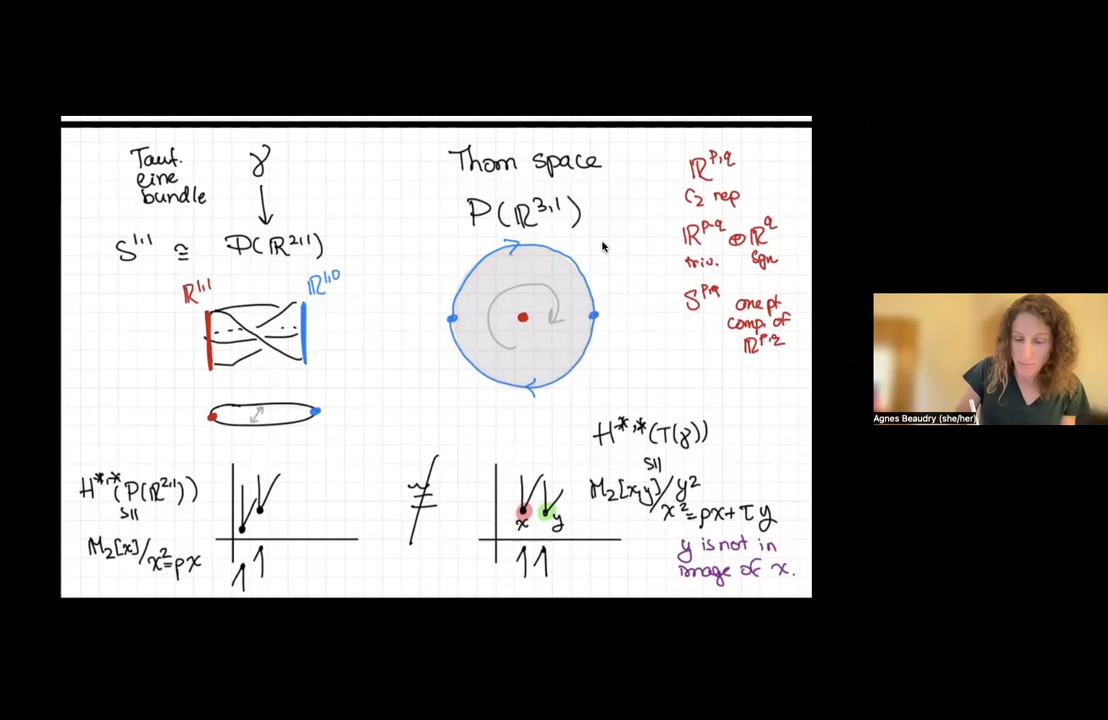 Taut.
line
bundle
γ
↓
S^{1,1} ≅ P(ℝ^{2,1})
ℝ^{1,1}
ℝ^{1,0}
H^{*,*}(P(ℝ^{2,1}))
SII
M₂[x]/x²=ρx
Thom space
P(ℝ^{3,1})
≄
x
y
H^{*,*}(T(γ))
SII
M₂[x,y]/y²
x²=ρx+τy
y is not in
image of x.
ℝ^{p,q}
C₂ rep
ℝ^{p-q} ⊕ ℝ^{q}
triv. sgn
S^{p,q} one pt
comp. of
ℝ^{p,q}
Agnes Beaudry (she/her)